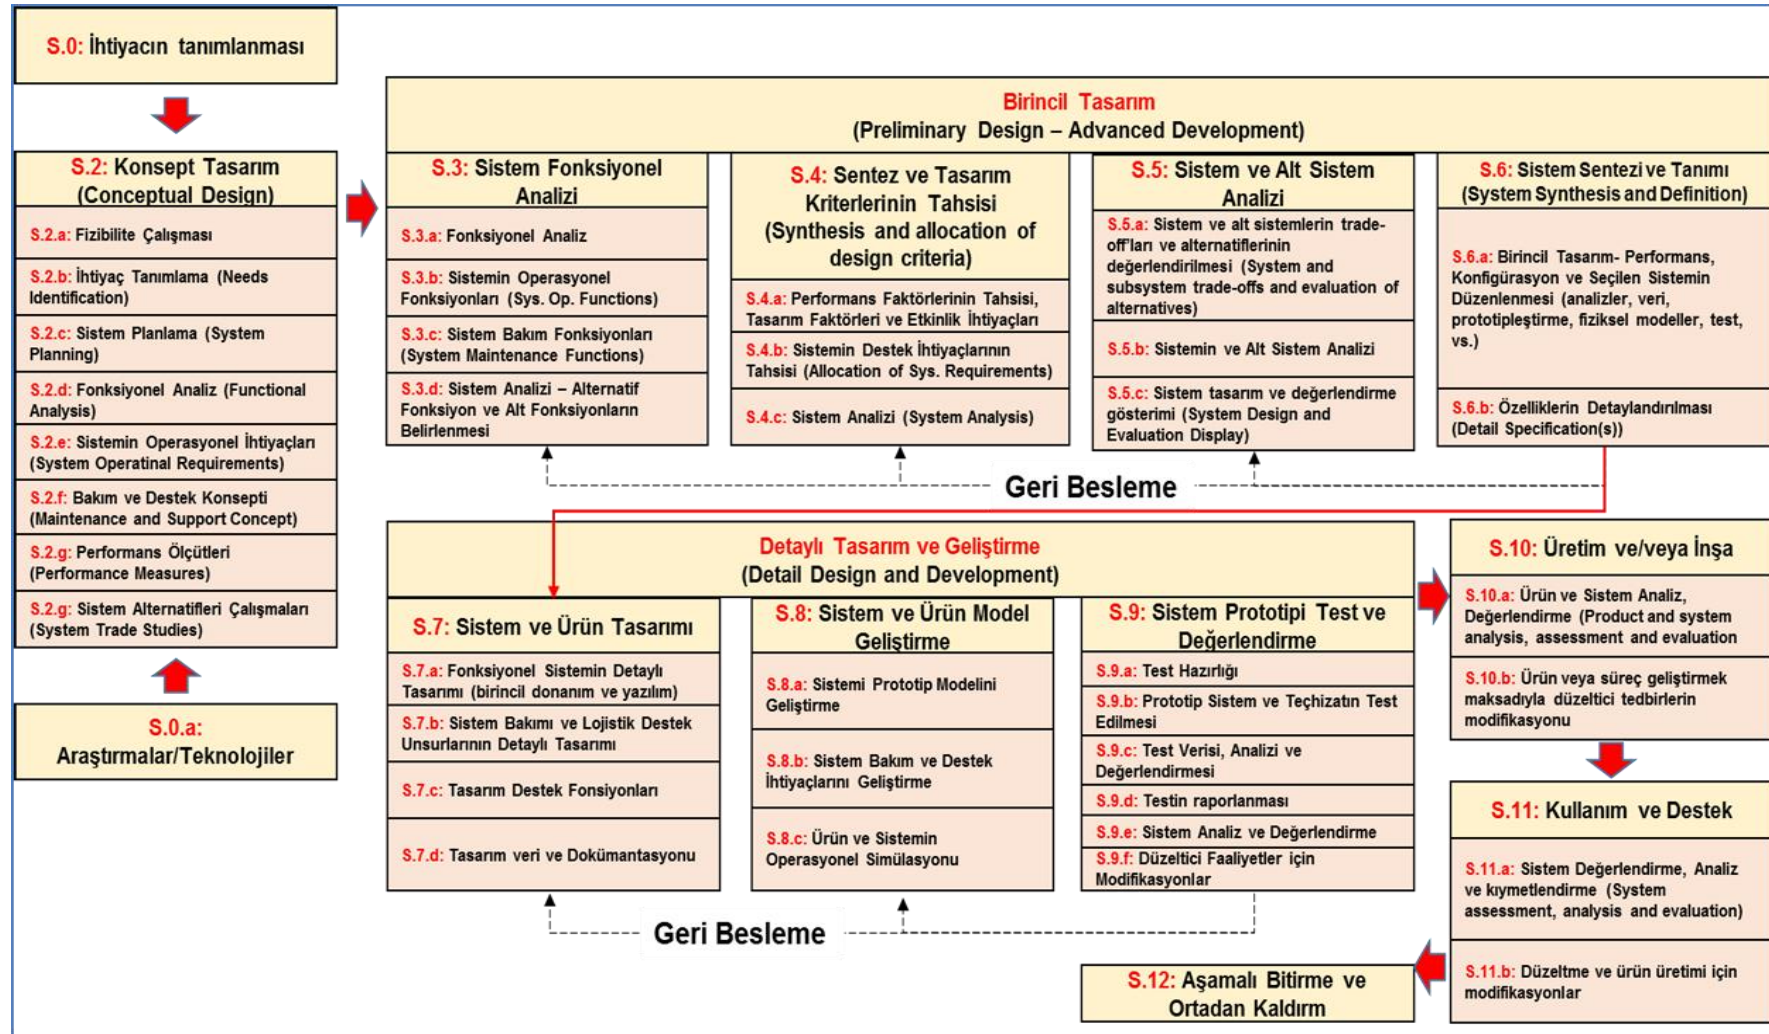 S.0: İhtiyacın tanımlanması
S.2: Konsept Tasarım
(Conceptual Design)
S.2.a: Fizibilite Çalışması
S.2.b: İhtiyaç Tanımlama (Needs
Identification)
S.2.c: Sistem Planlama (System
Planning)
S.2.d: Fonksiyonel Analiz (Functional
Analysis)
S.2.e: Sistemin Operasyonel İhtiyaçları
(System Operatinal Requirements)
S.2.f: Bakım ve Destek Konsepti
(Maintenance and Support Concept)
S.2.g: Performans Ölçütleri
(Performance Measures)
S.2.g: Sistem Alternatifleri Çalışmaları
(System Trade Studies)
S.0.a:
Araştırmalar/Teknolojiler
Birincil Tasarım
(Preliminary Design – Advanced Development)
S.3: Sistem Fonksiyonel
Analizi
S.3.a: Fonksiyonel Analiz
S.3.b: Sistemin Operasyonel
Fonksiyonları (Sys. Op. Functions)
S.3.c: Sistem Bakım Fonksiyonları
(System Maintenance Functions)
S.3.d: Sistem Analizi – Alternatif
Fonksiyon ve Alt Fonksiyonların
Belirlenmesi
S.4: Sentez ve Tasarım
Kriterlerinin Tahsisi
(Synthesis and allocation of
design criteria)
S.4.a: Performans Faktörlerinin Tahsisi,
Tasarım Faktörleri ve Etkinlik İhtiyaçları
S.4.b: Sistemin Destek İhtiyaçlarının
Tahsisi (Allocation of Sys. Requirements)
S.4.c: Sistem Analizi (System Analysis)
S.5: Sistem ve Alt Sistem
Analizi
S.5.a: Sistem ve alt sistemlerin trade-
off'ları ve alternatiflerinin
değerlendirilmesi (System and
subsystem trade-offs and evaluation of
alternatives)
S.5.b: Sistemin ve Alt Sistem Analizi
S.5.c: Sistem tasarım ve değerlendirme
gösterimi (System Design and
Evaluation Display)
S.6: Sistem Sentezi ve Tanımı
(System Synthesis and Definition)
S.6.a: Birincil Tasarım- Performans,
Konfigürasyon ve Seçilen Sistemin
Düzenlenmesi (analizler, veri,
prototipleştirme, fiziksel modeller, test,
vs.)
S.6.b: Özelliklerin Detaylandırılması
(Detail Specification(s))
Geri Besleme
Detaylı Tasarım ve Geliştirme
(Detail Design and Development)
S.7: Sistem ve Ürün Tasarımı
S.7.a: Fonksiyonel Sistemin Detaylı
Tasarımı (birincil donanım ve yazılım)
S.7.b: Sistem Bakımı ve Lojistik Destek
Unsurlarının Detaylı Tasarımı
S.7.c: Tasarım Destek Fonsiyonları
S.7.d: Tasarım veri ve Dokümantasyonu
S.8: Sistem ve Ürün Model
Geliştirme
S.8.a: Sistemi Prototip Modelini
Geliştirme
S.8.b: Sistem Bakım ve Destek
İhtiyaçlarını Geliştirme
S.8.c: Ürün ve Sistemin
Operasyonel Simülasyonu
S.9: Sistem Prototipi Test ve
Değerlendirme
S.9.a: Test Hazırlığı
S.9.b: Prototip Sistem ve Teçhizatın Test
Edilmesi
S.9.c: Test Verisi, Analizi ve
Değerlendirmesi
S.9.d: Testin raporlanması
S.9.e: Sistem Analiz ve Değerlendirme
S.9.f: Düzeltici Faaliyetler için
Modifikasyonlar
Geri Besleme
S.10: Üretim ve/veya İnşa
S.10.a: Ürün ve Sistem Analiz,
Değerlendirme (Product and system
analysis, assessment and evaluation
S.10.b: Ürün veya süreç geliştirmek
maksadıyla düzeltici tedbirlerin
modifikasyonu
S.11: Kullanım ve Destek
S.11.a: Sistem Değerlendirme, Analiz
ve kıymetlendirme (System
assessment, analysis and evaluation)
S.11.b: Düzeltme ve ürün üretimi için
modifikasyonlar
S.12: Aşamalı Bitirme ve
Ortadan Kaldırm